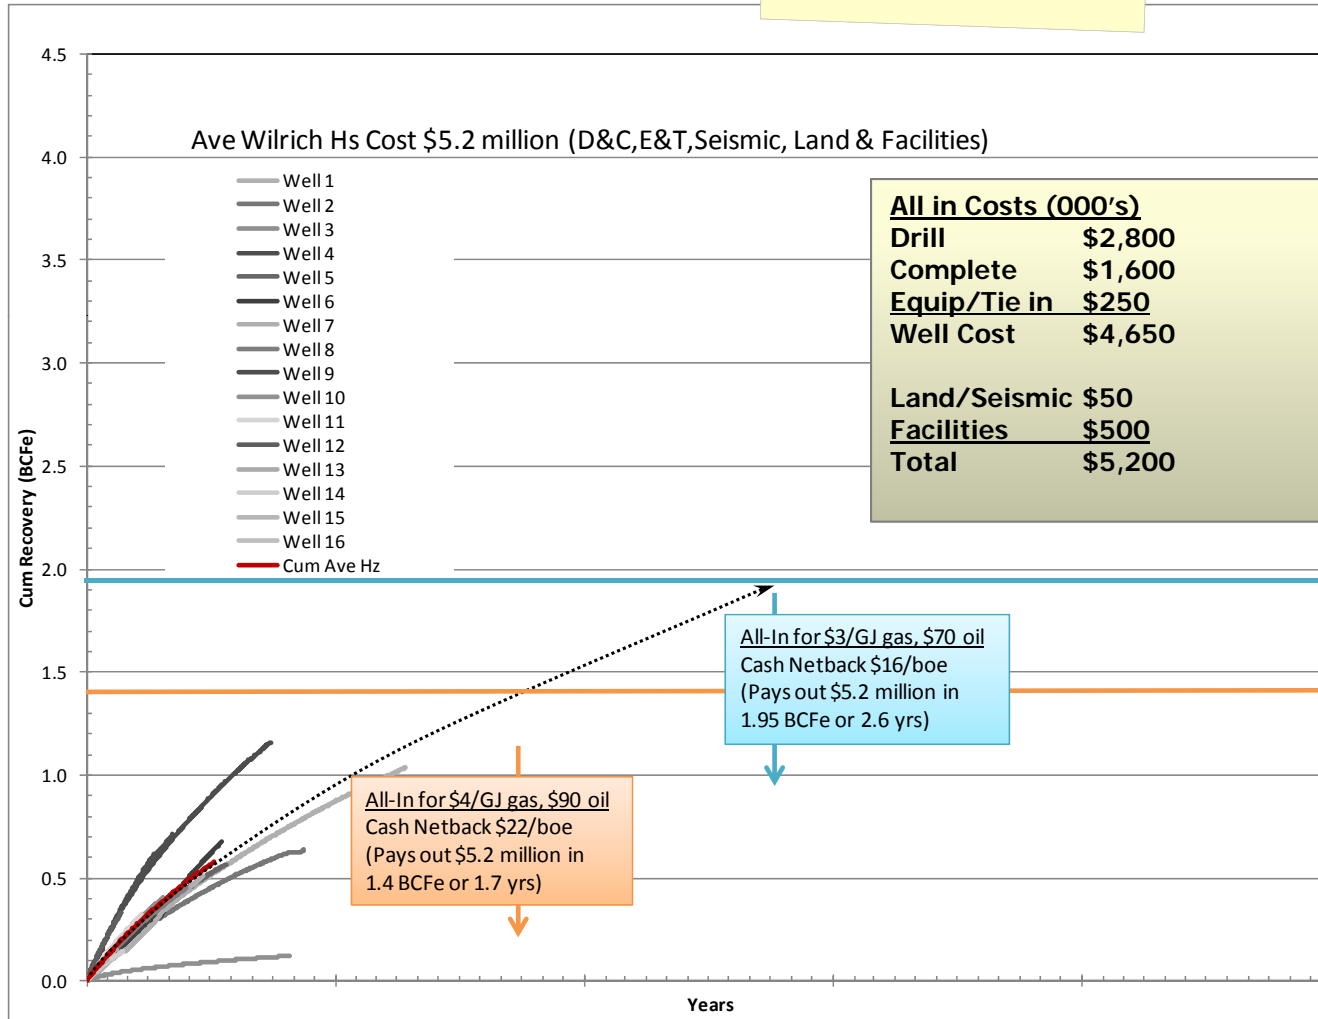 Ave Wilrich Hs Cost $5.2 million (D&C,E&T,Seismic, Land & Facilities)
4.5
4.0
3.5
3.0
2.5
2.0
1.5
1.0
0.5
0.0
Cum Recovery (BCFe)
Well 1
Well 2
Well 3
Well 4
Well 5
Well 6
Well 7
Well 8
Well 9
Well 10
Well 11
Well 12
Well 13
Well 14
Well 15
Well 16
Cum Ave Hz
All in Costs (000's)
Drill $2,800
Complete $1,600
Equip/Tie in $250
Well Cost $4,650
Land/Seismic $50
Facilities $500
Total $5,200
All-In for $3/GJ gas, $70 oil
Cash Netback $16/boe
(Pays out $5.2 million in
1.95 BCFe or 2.6 yrs)
All-In for $4/GJ gas, $90 oil
Cash Netback $22/boe
(Pays out $5.2 million in
1.4 BCFe or 1.7 yrs)
Years